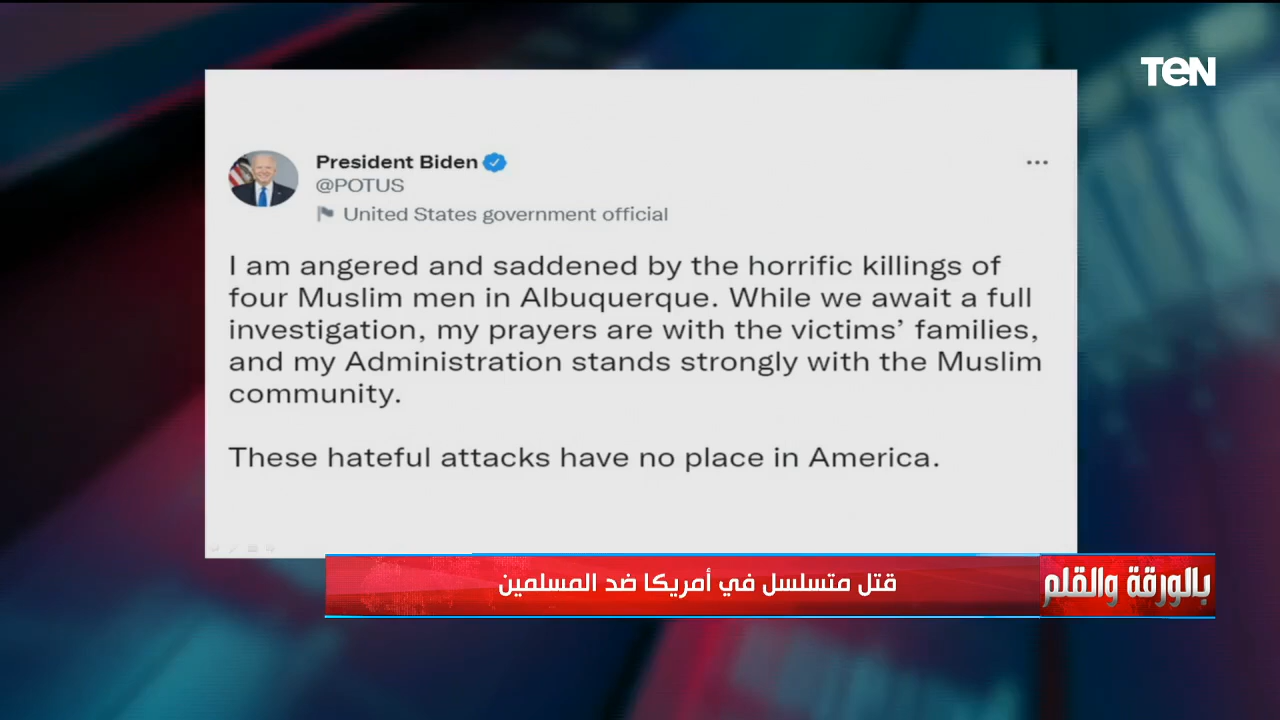 TEN
President Biden
@POTUS
United States government official
I am angered and saddened by the horrific killings of
four Muslim men in Albuquerque. While we await a full
investigation, my prayers are with the victims’ families,
and my Administration stands strongly with the Muslim
community.
These hateful attacks have no place in America.
قتل متسلسل في أمريكا ضد المسلمين
بالورقة والقلم